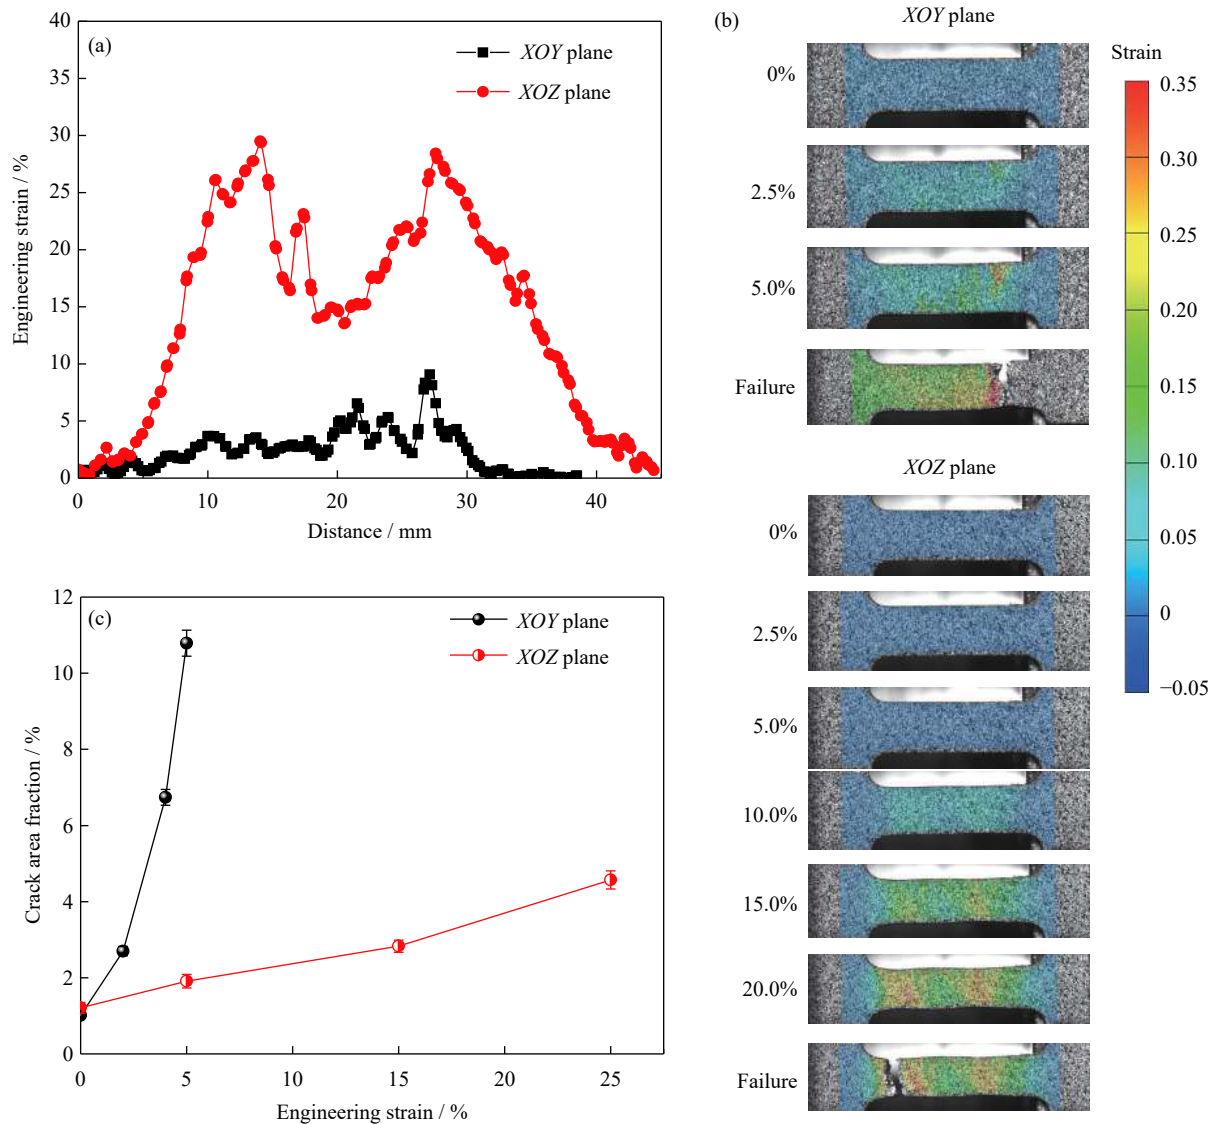 (a)
XOY plane
XOZ plane
40
35
30
25
20
15
10
5
0
Engineering strain / %
0 10 20 30 40
Distance / mm
(b)
XOY plane
0%
2.5%
5.0%
Failure
XOZ plane
0%
2.5%
5.0%
10.0%
15.0%
20.0%
Failure
Strain
0.35
0.30
0.25
0.20
0.15
0.10
0.05
0
−0.05
(c)
XOY plane
XOZ plane
12
10
8
6
4
2
0
Crack area fraction / %
0 5 10 15 20 25
Engineering strain / %